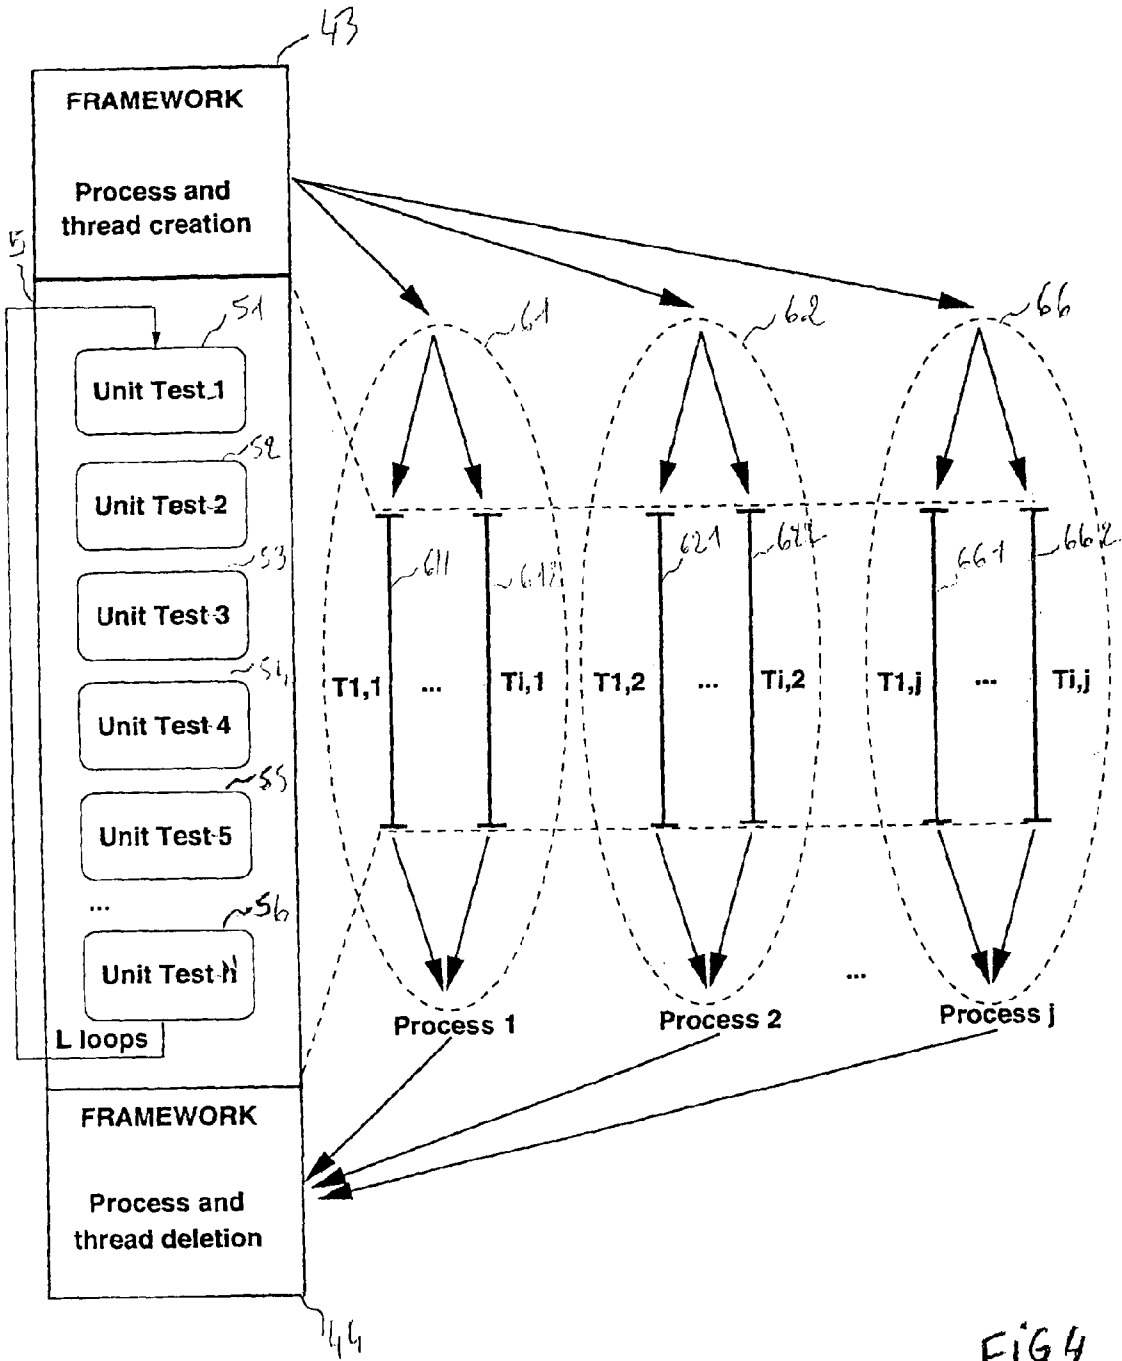 43
FRAMEWORK
Process and
thread creation
5
51
Unit Test 1
52
Unit Test 2
53
Unit Test 3
54
Unit Test 4
55
Unit Test 5
...
56
Unit Test N
L loops
FRAMEWORK
Process and
thread deletion
44
61
62
66
611
621
622
661
662
T1,1 ... Ti,1
T1,2 ... Ti,2
T1,j ... Ti,j
...
Process 1
Process 2
Process j
FiG 4